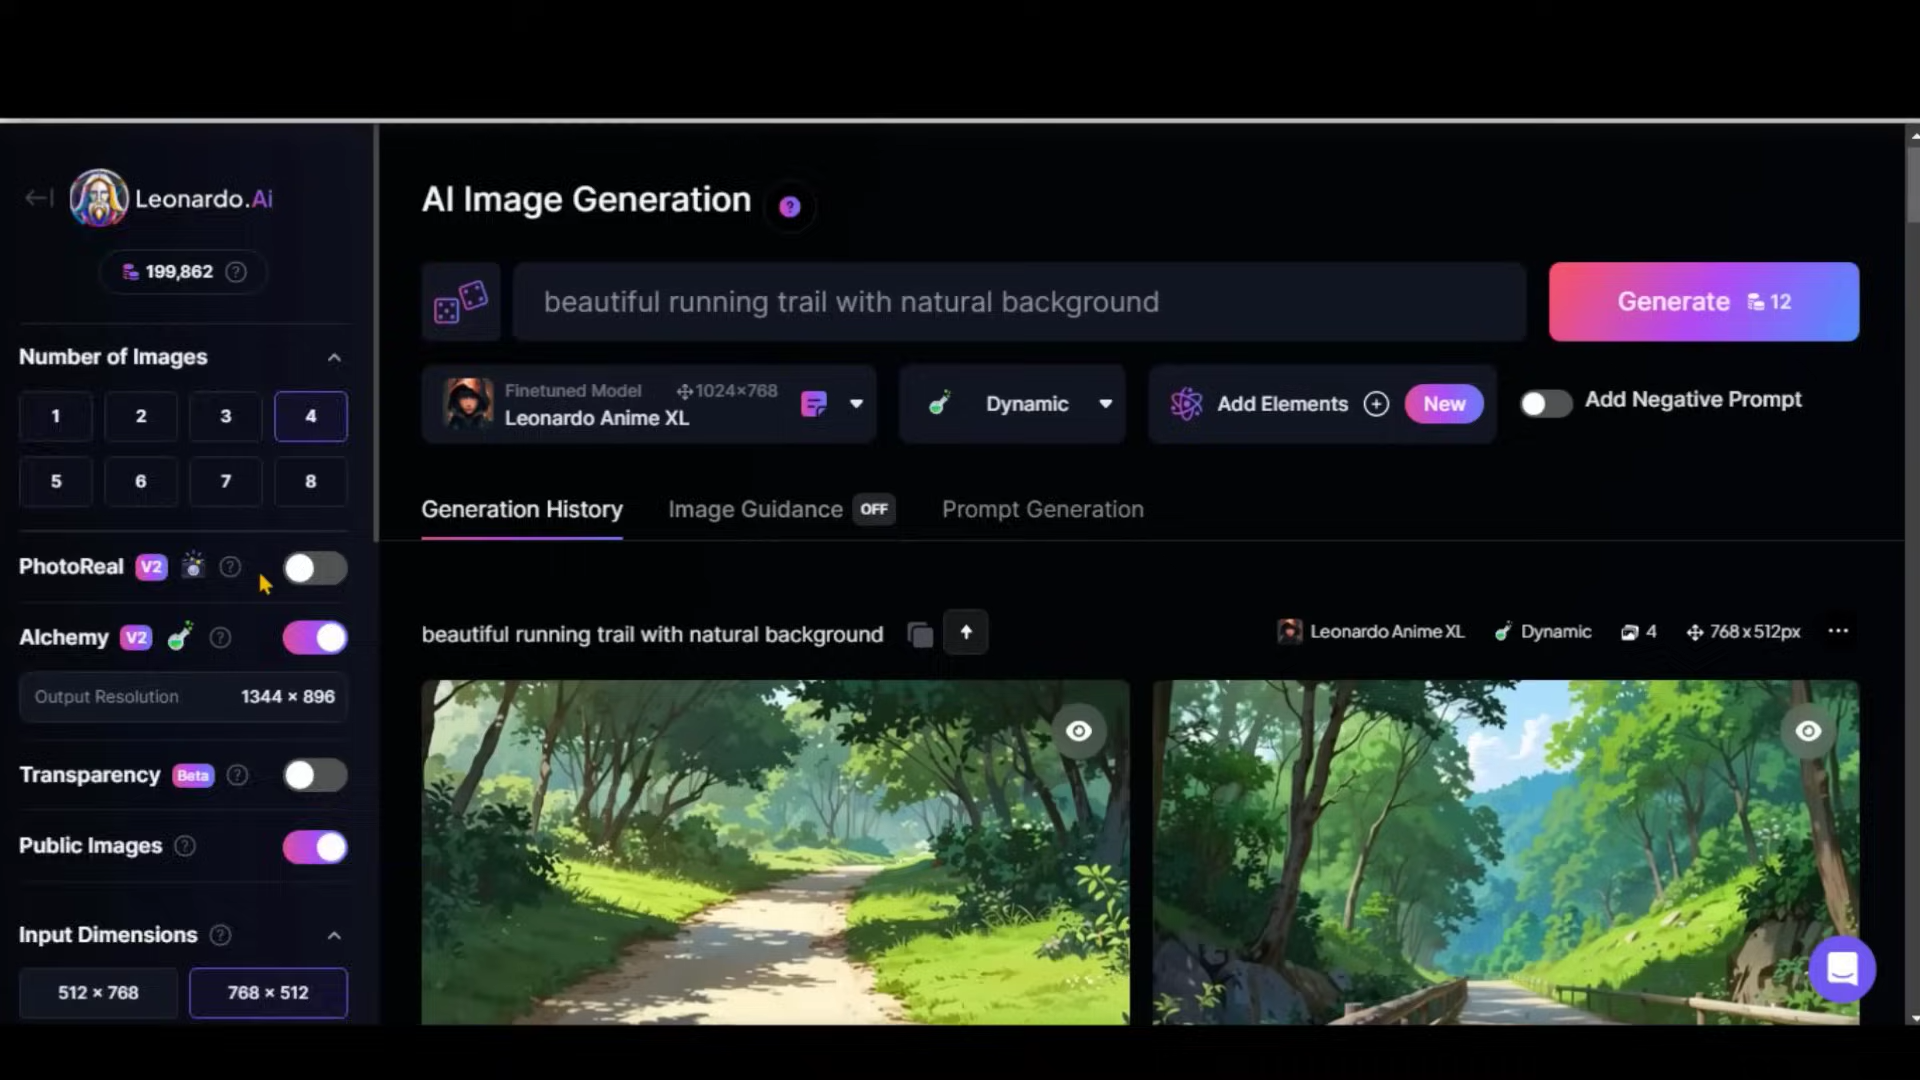 Leonardo.Ai
199,862
Number of Images
1 2 3 4
5 6 7 8
PhotoReal V2
Alchemy V2
Output Resolution 1344 × 896
Transparency Beta
Public Images
Input Dimensions
512 × 768 768 × 512
AI Image Generation ?
beautiful running trail with natural background
Generate 12
Finetuned Model 1024×768
Leonardo Anime XL
Dynamic
Add Elements New
Add Negative Prompt
Generation History Image Guidance OFF Prompt Generation
beautiful running trail with natural background
Leonardo Anime XL Dynamic 4 768 x 512px